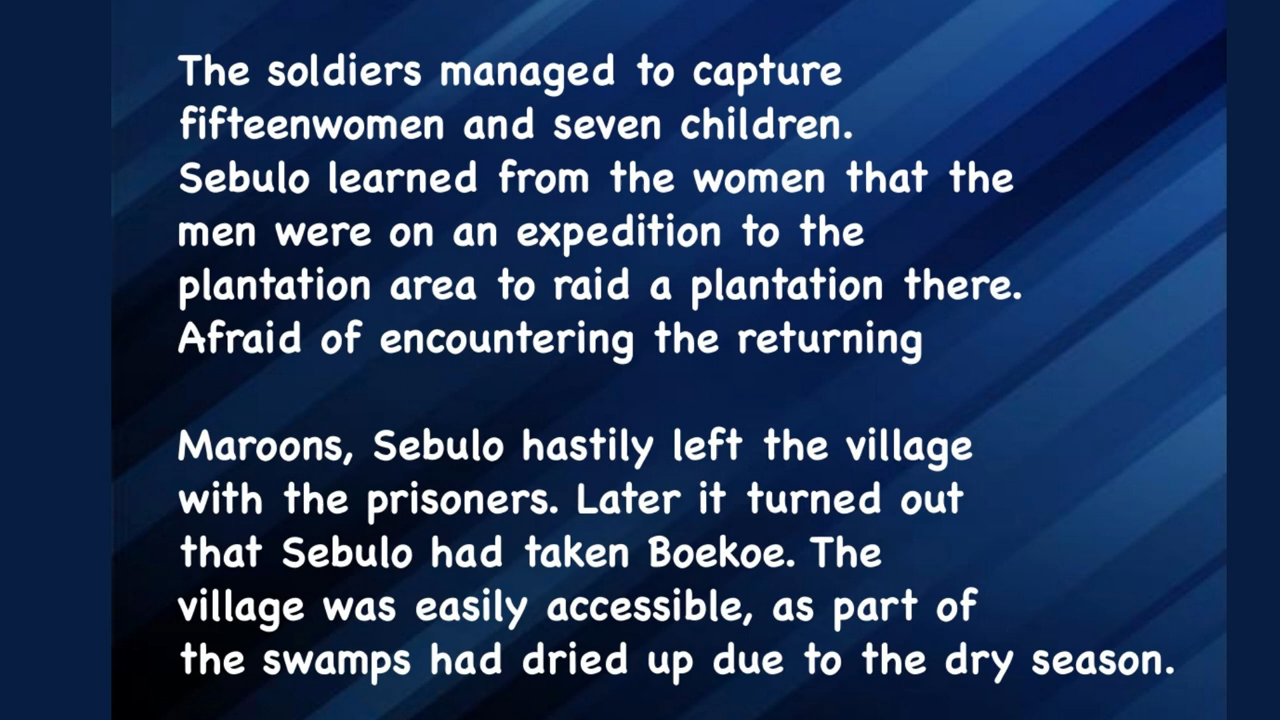 The soldiers managed to capture
fifteenwomen and seven children.
Sebulo learned from the women that the
men were on an expedition to the
plantation area to raid a plantation there.
Afraid of encountering the returning
Maroons, Sebulo hastily left the village
with the prisoners. Later it turned out
that Sebulo had taken Boekoe. The
village was easily accessible, as part of
the swamps had dried up due to the dry season.